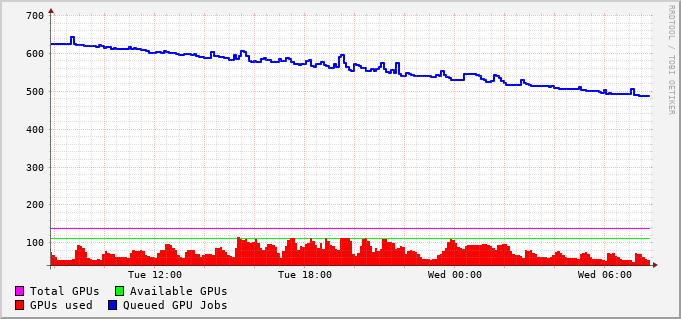 700
600
500
400
300
200
100
Tue 12:00 Tue 18:00 Wed 00:00 Wed 06:00
Total GPUs Available GPUs
GPUs used Queued GPU Jobs
RRDTOOL / TOBI OETIKER